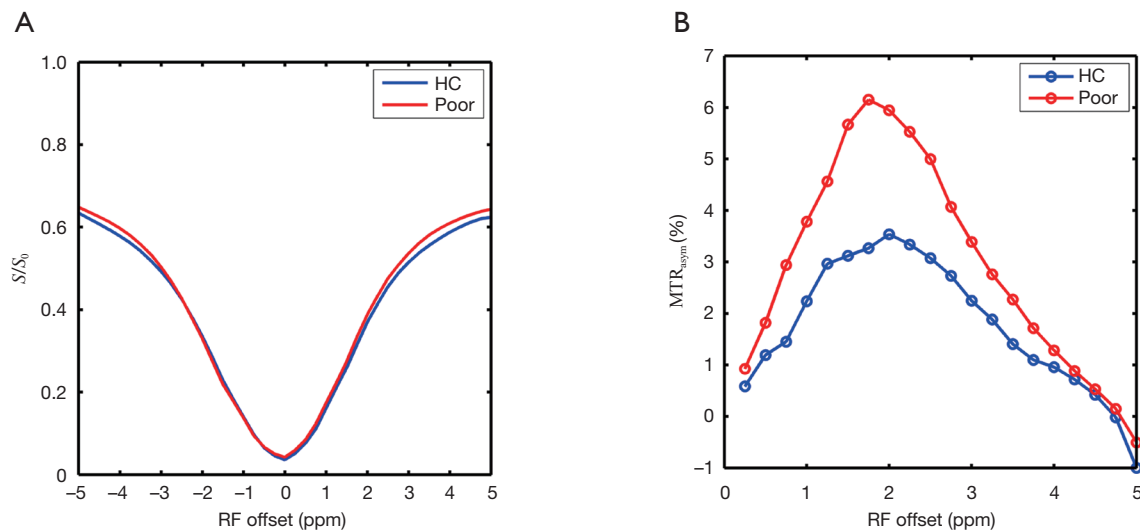 A
1.0
0.8
0.6
0.4
0.2
0
S/S0
–5 –4 –3 –2 –1 0 1 2 3 4 5
RF offset (ppm)
HC
Poor
B
7
6
5
4
3
2
1
0
–1
MTRasym (%)
0 1 2 3 4 5
RF offset (ppm)
HC
Poor